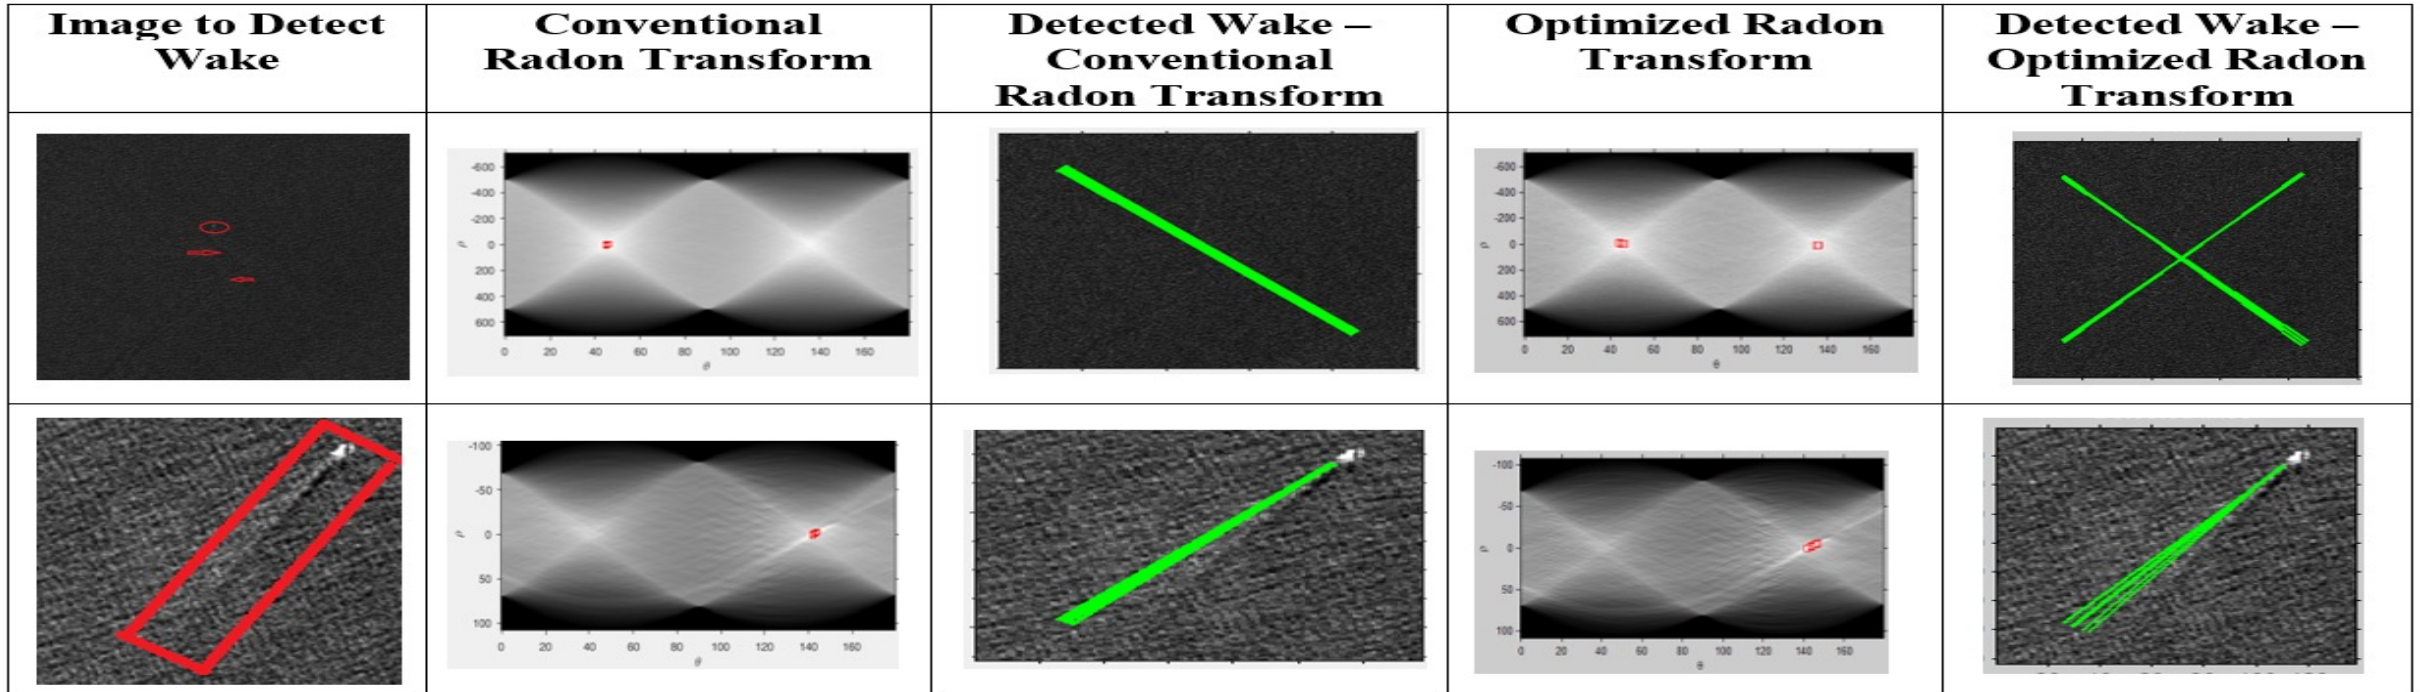 Image to Detect
Wake
Conventional
Radon Transform
Detected Wake –
Conventional
Radon Transform
Optimized Radon
Transform
Detected Wake –
Optimized Radon
Transform
-600
-400
-200
0
200
400
600
ρ
0 20 40 60 80 100 120 140 160
θ
-600
-400
-200
0
200
400
600
ρ
0 20 40 60 80 100 120 140 160
θ
-100
-50
0
50
100
ρ
0 20 40 60 80 100 120 140 160
θ
-100
-50
0
50
100
ρ
0 20 40 60 80 100 120 140 160
θ